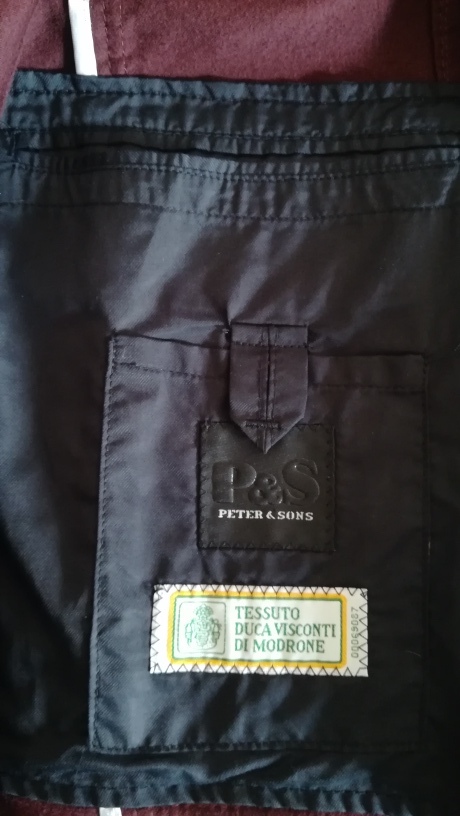 P&S
PETER & SONS
TESSUTO
DUCA VISCONTI
DI MODRONE